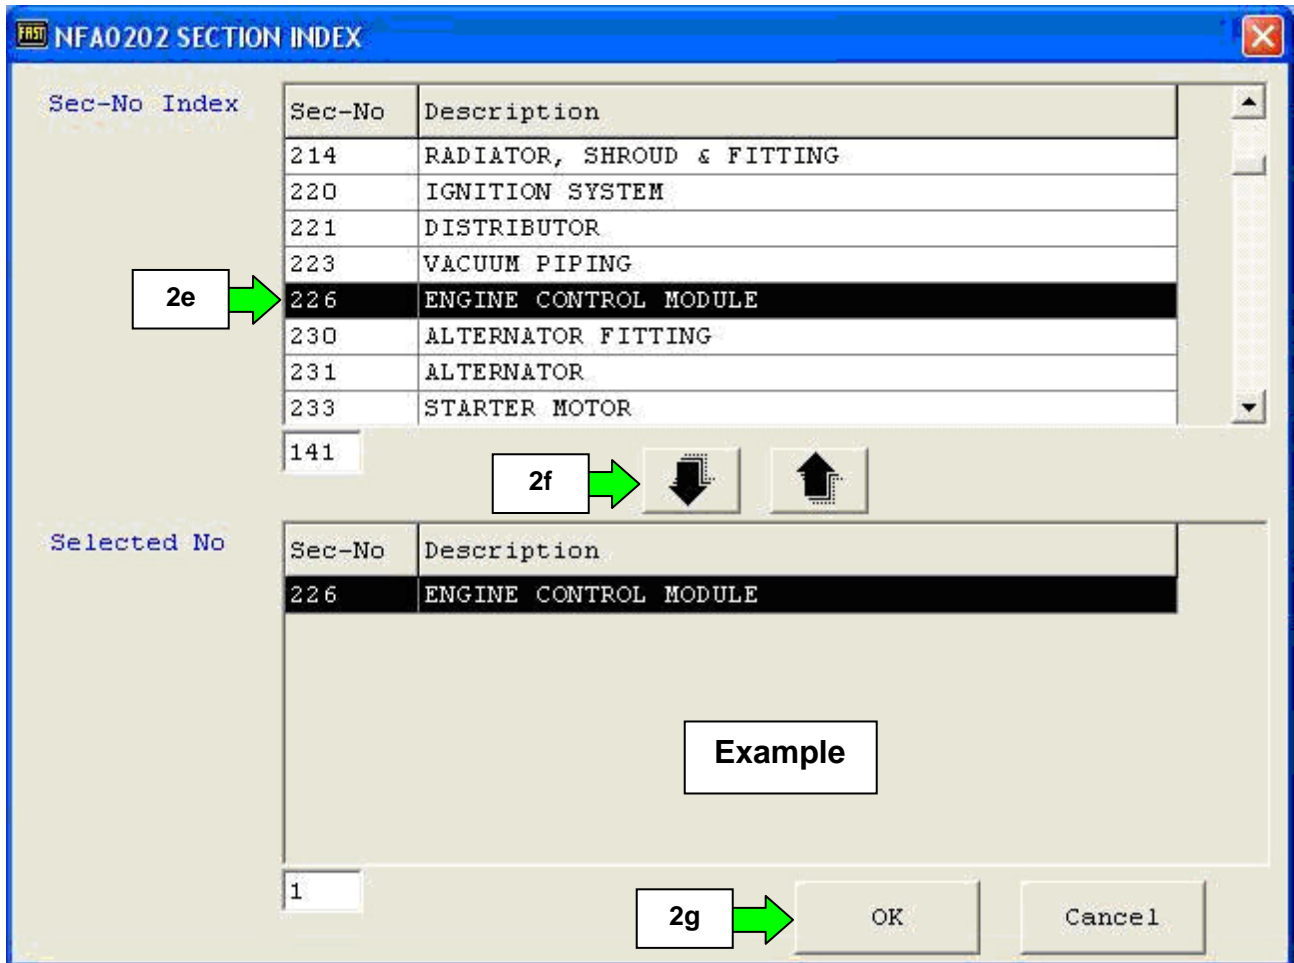 FAST NFA0202 SECTION INDEX
Sec-No Index
Sec-No Description
214 RADIATOR, SHROUD & FITTING
220 IGNITION SYSTEM
221 DISTRIBUTOR
223 VACUUM PIPING
2e 226 ENGINE CONTROL MODULE
230 ALTERNATOR FITTING
231 ALTERNATOR
233 STARTER MOTOR
141
2f
Selected No
Sec-No Description
226 ENGINE CONTROL MODULE
Example
1
2g OK Cancel